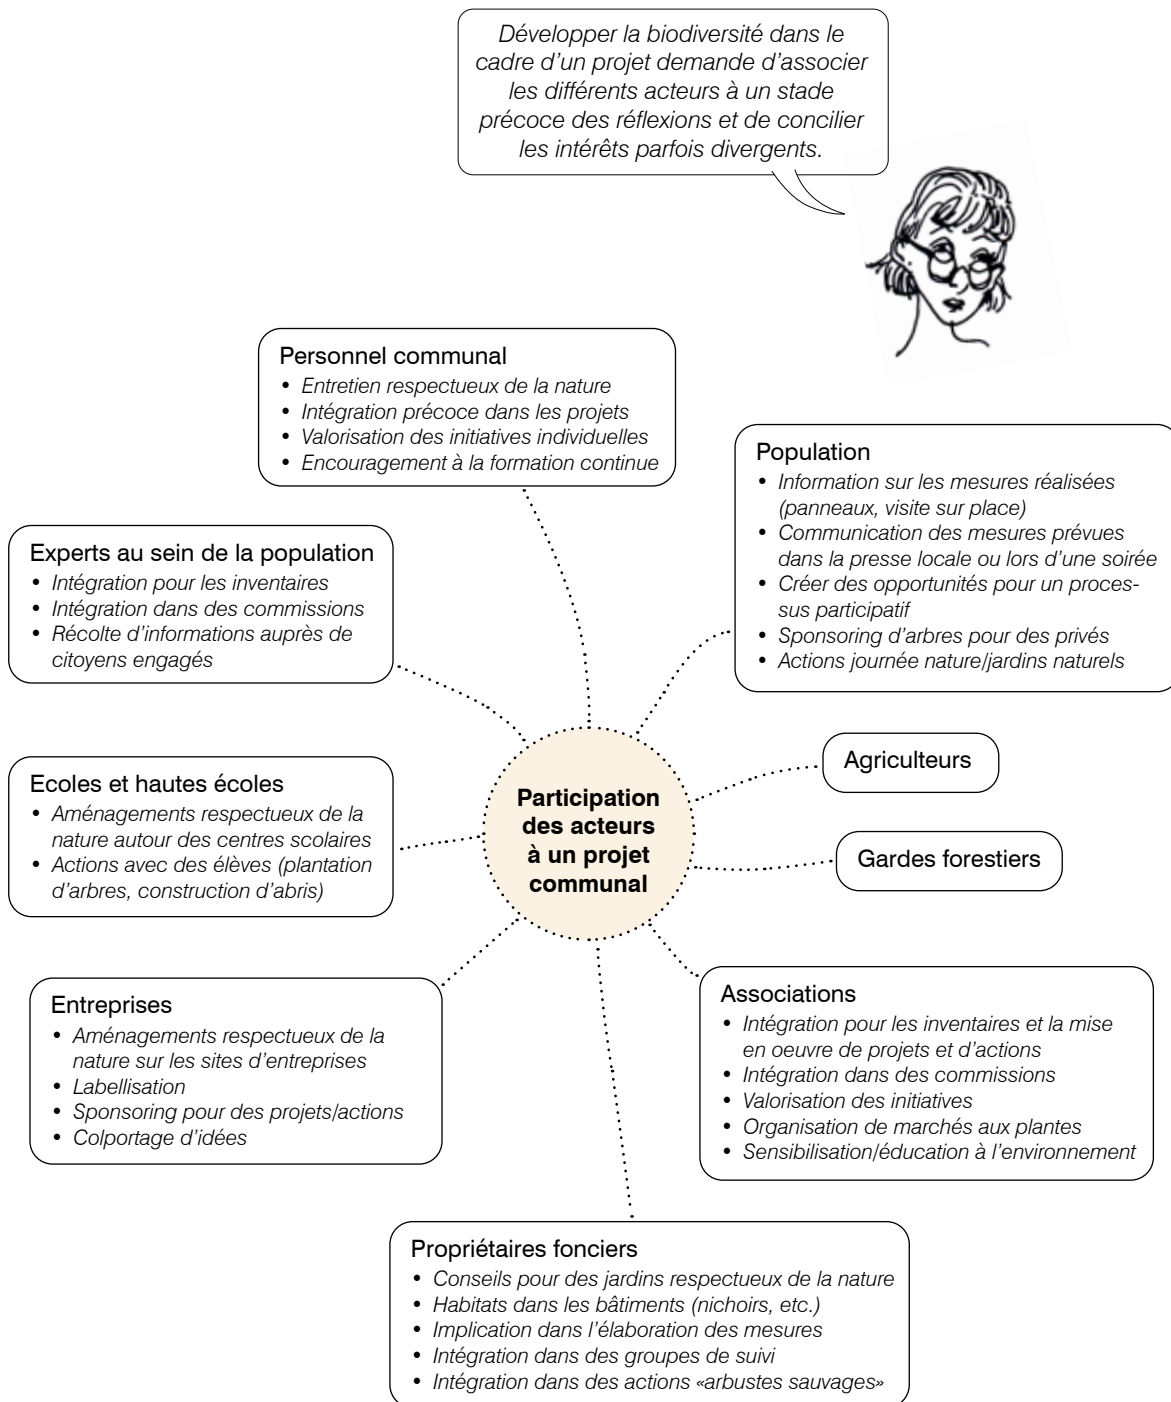 Développer la biodiversité dans le
cadre d'un projet demande d'associer
les différents acteurs à un stade
précoce des réflexions et de concilier
les intérêts parfois divergents.
Personnel communal
• Entretien respectueux de la nature
• Intégration précoce dans les projets
• Valorisation des initiatives individuelles
• Encouragement à la formation continue
Population
• Information sur les mesures réalisées
(panneaux, visite sur place)
• Communication des mesures prévues
dans la presse locale ou lors d'une soirée
• Créer des opportunités pour un proces-
sus participatif
• Sponsoring d'arbres pour des privés
• Actions journée nature/jardins naturels
Experts au sein de la population
• Intégration pour les inventaires
• Intégration dans des commissions
• Récolte d'informations auprès de
citoyens engagés
Ecoles et hautes écoles
• Aménagements respectueux de la
nature autour des centres scolaires
• Actions avec des élèves (plantation
d'arbres, construction d'abris)
Participation
des acteurs
à un projet
communal
Agriculteurs
Gardes forestiers
Entreprises
• Aménagements respectueux de la
nature sur les sites d'entreprises
• Labellisation
• Sponsoring pour des projets/actions
• Colportage d'idées
Associations
• Intégration pour les inventaires et la mise
en oeuvre de projets et d'actions
• Intégration dans des commissions
• Valorisation des initiatives
• Organisation de marchés aux plantes
• Sensibilisation/éducation à l'environnement
Propriétaires fonciers
• Conseils pour des jardins respectueux de la nature
• Habitats dans les bâtiments (nichoirs, etc.)
• Implication dans l'élaboration des mesures
• Intégration dans des groupes de suivi
• Intégration dans des actions «arbustes sauvages»